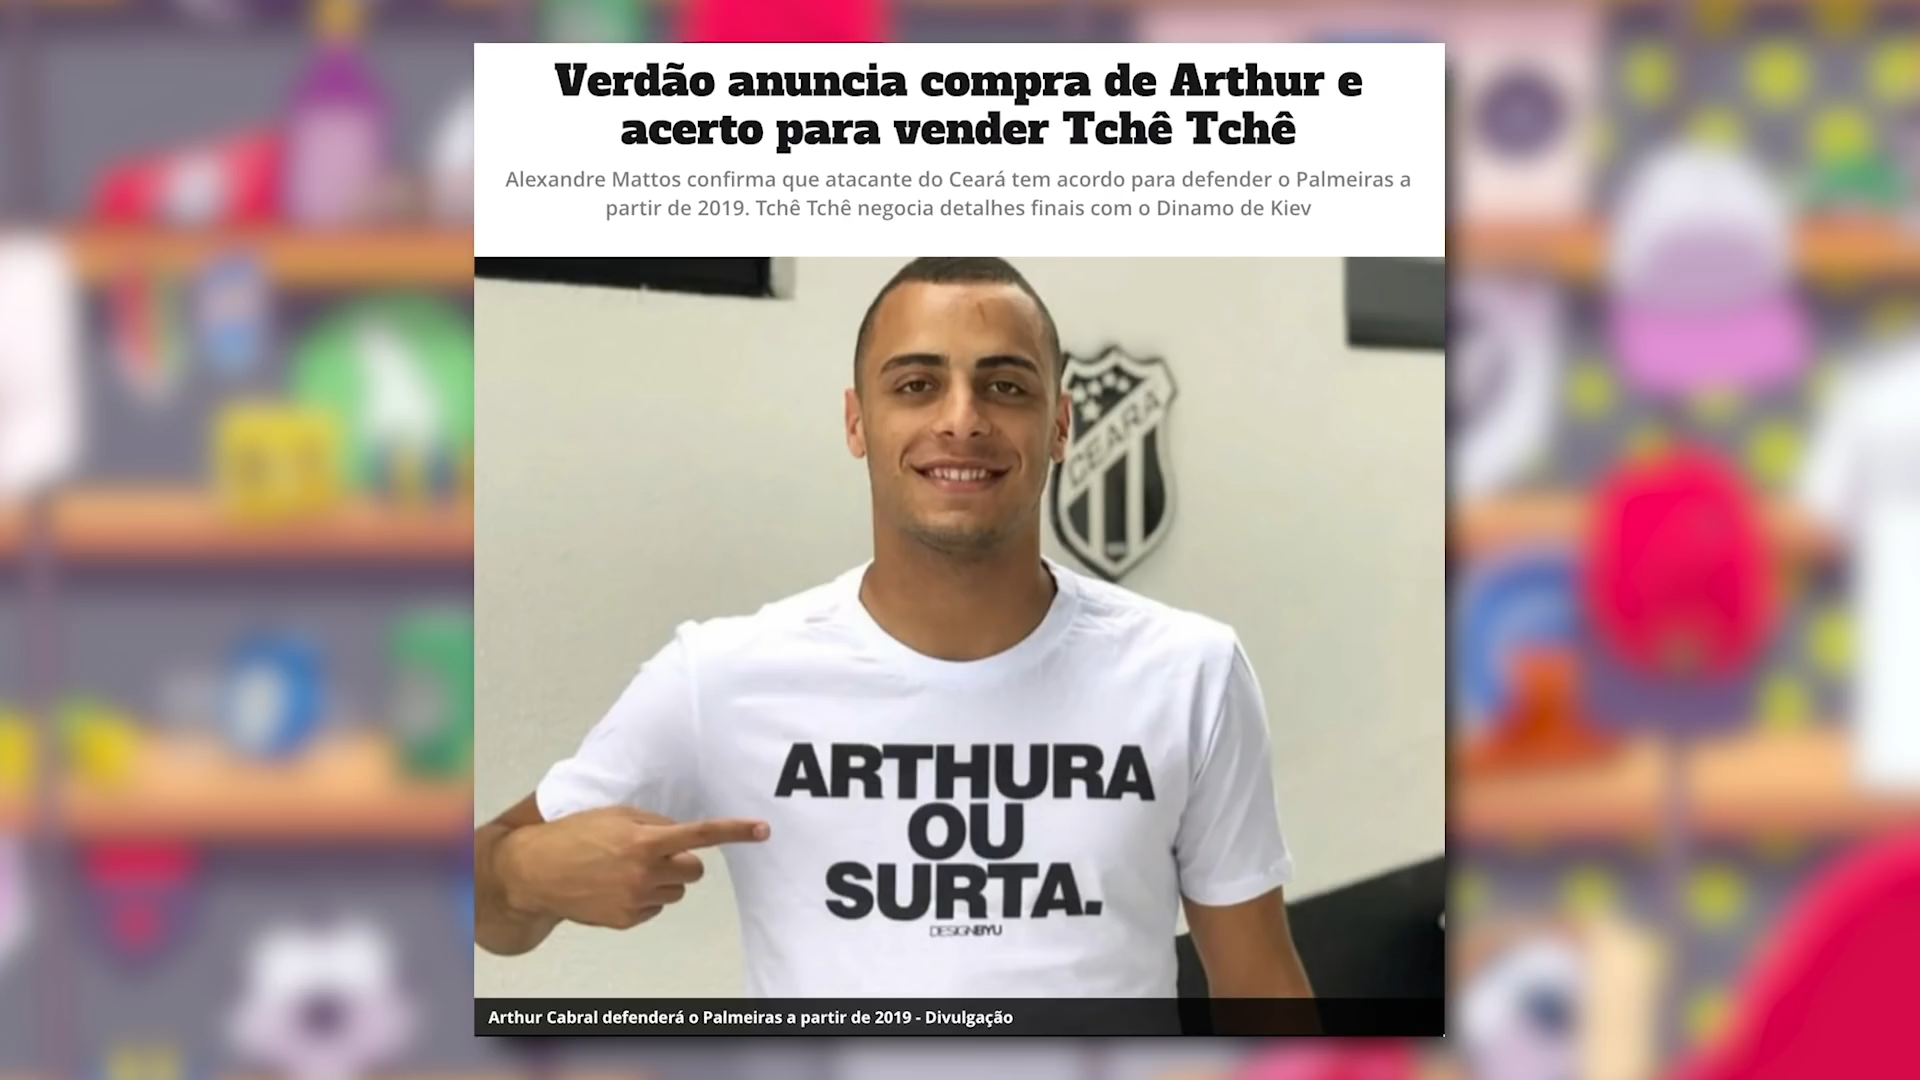 Verdão anuncia compra de Arthur e
acerto para vender Tchê Tchê
Alexandre Mattos confirma que atacante do Ceará tem acordo para defender o Palmeiras a
partir de 2019. Tchê Tchê negocia detalhes finais com o Dinamo de Kiev
CEARÁ
ARTHURA
OU
SURTA.
DESIGNBYU
Arthur Cabral defenderá o Palmeiras a partir de 2019 - Divulgação